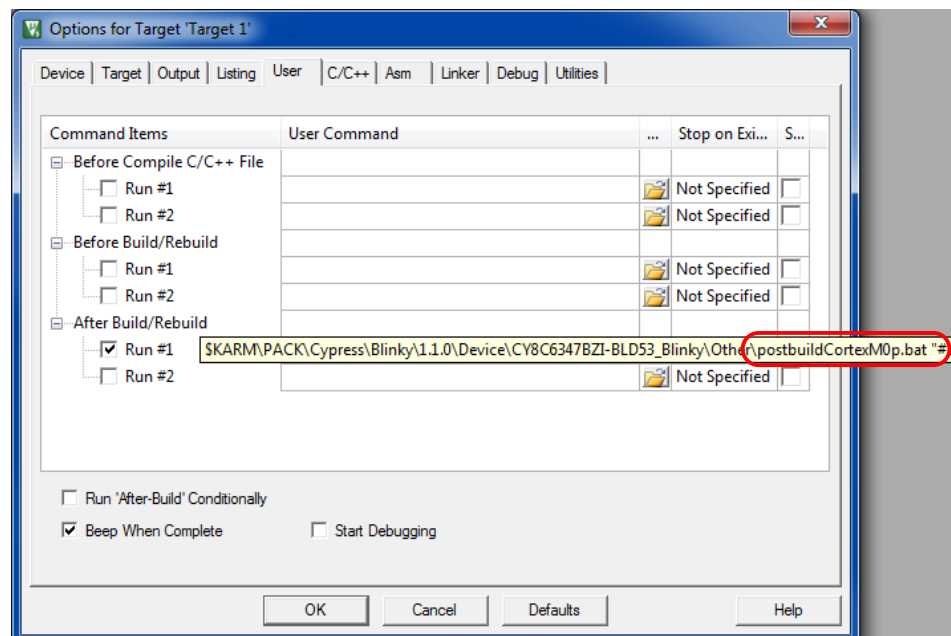 Options for Target 'Target 1'
Device Target Output Listing User C/C++ Asm Linker Debug Utilities
Command Items User Command ... Stop on Exi... S...
Before Compile C/C++ File
Run #1 Not Specified
Run #2 Not Specified
Before Build/Rebuild
Run #1 Not Specified
Run #2 Not Specified
After Build/Rebuild
Run #1 $KARM\PACK\Cypress\Blinky\1.1.0\Device\CY8C6347BZI-BLD53_Blinky\Other\postbuildCortexM0p.bat "#
Run #2 Not Specified
Run 'After-Build' Conditionally
Beep When Complete Start Debugging
OK Cancel Defaults Help